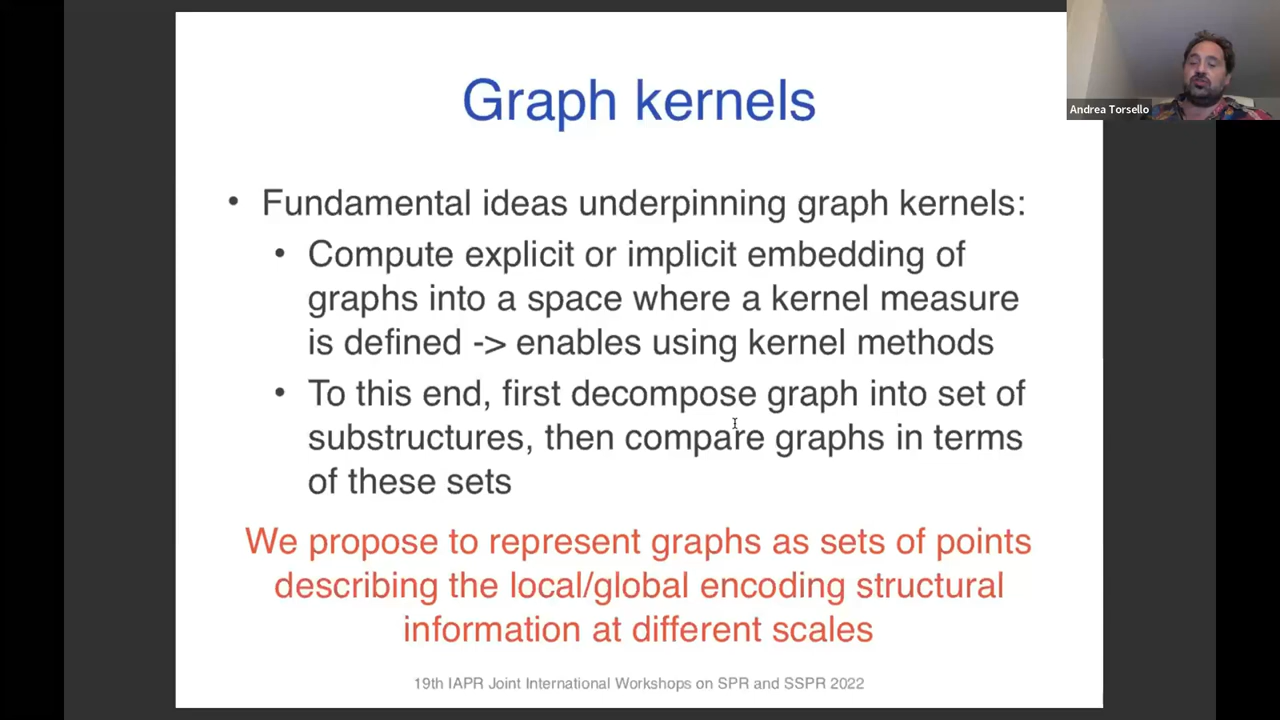 Graph kernels
Andrea Torsello
• Fundamental ideas underpinning graph kernels:
• Compute explicit or implicit embedding of
graphs into a space where a kernel measure
is defined -> enables using kernel methods
• To this end, first decompose graph into set of
substructures, then compare graphs in terms
of these sets
We propose to represent graphs as sets of points
describing the local/global encoding structural
information at different scales
19th IAPR Joint International Workshops on SPR and SSPR 2022